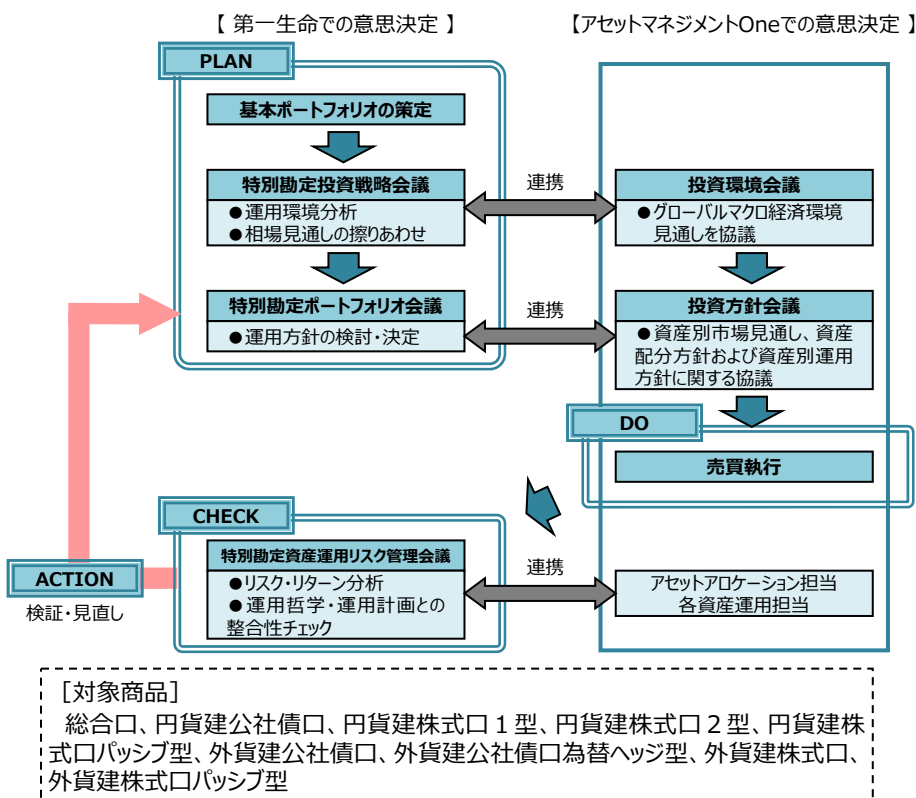 【 第一生命での意思決定 】
【アセットマネジメントOneでの意思決定 】
PLAN
基本ポートフォリオの策定
特別勘定投資戦略会議
●運用環境分析
●相場見通しの擦りあわせ
連携
投資環境会議
●グローバルマクロ経済環境
見通しを協議
特別勘定ポートフォリオ会議
●運用方針の検討・決定
連携
投資方針会議
●資産別市場見通し、資産
配分方針および資産別運用
方針に関する協議
DO
売買執行
CHECK
特別勘定資産運用リスク管理会議
●リスク・リターン分析
●運用哲学・運用計画との
整合性チェック
連携
アセットアロケーション担当
各資産運用担当
ACTION
検証・見直し
［対象商品］
総合口、円貨建公社債口、円貨建株式口１型、円貨建株式口２型、円貨建株
式口パッシブ型、外貨建公社債口、外貨建公社債口為替ヘッジ型、外貨建株式口、
外貨建株式口パッシブ型